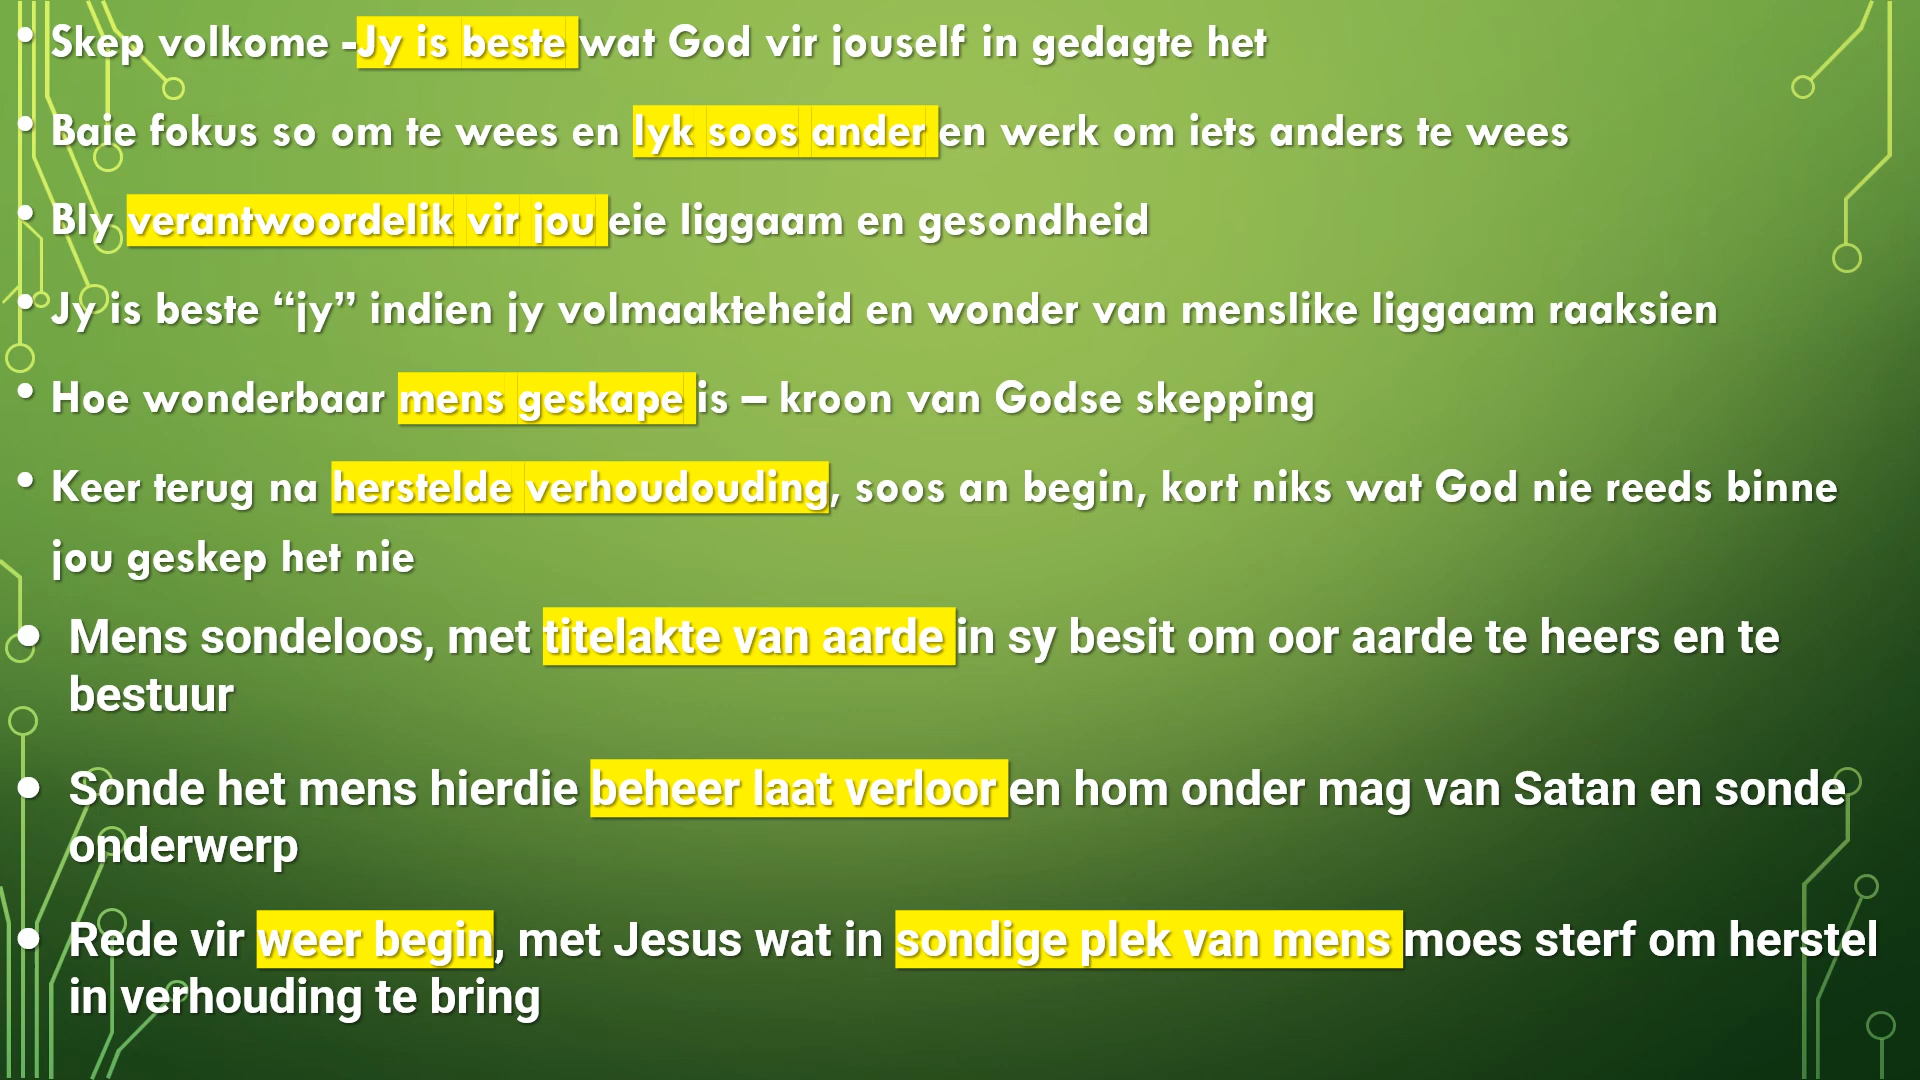 • Skep volkome -Jy is beste wat God vir jouself in gedagte het
• Baie fokus so om te wees en lyk soos ander en werk om iets anders te wees
• Bly verantwoordelik vir jou eie liggaam en gesondheid
• Jy is beste “jy” indien jy volmaakteheid en wonder van menslike liggaam raaksien
• Hoe wonderbaar mens geskape is – kroon van Godse skepping
• Keer terug na herstelde verhoudouding, soos an begin, kort niks wat God nie reeds binne
jou geskep het nie
• Mens sondeloos, met titelakte van aarde in sy besit om oor aarde te heers en te
bestuur
• Sonde het mens hierdie beheer laat verloor en hom onder mag van Satan en sonde
onderwerp
• Rede vir weer begin, met Jesus wat in sondige plek van mens moes sterf om herstel
in verhouding te bring